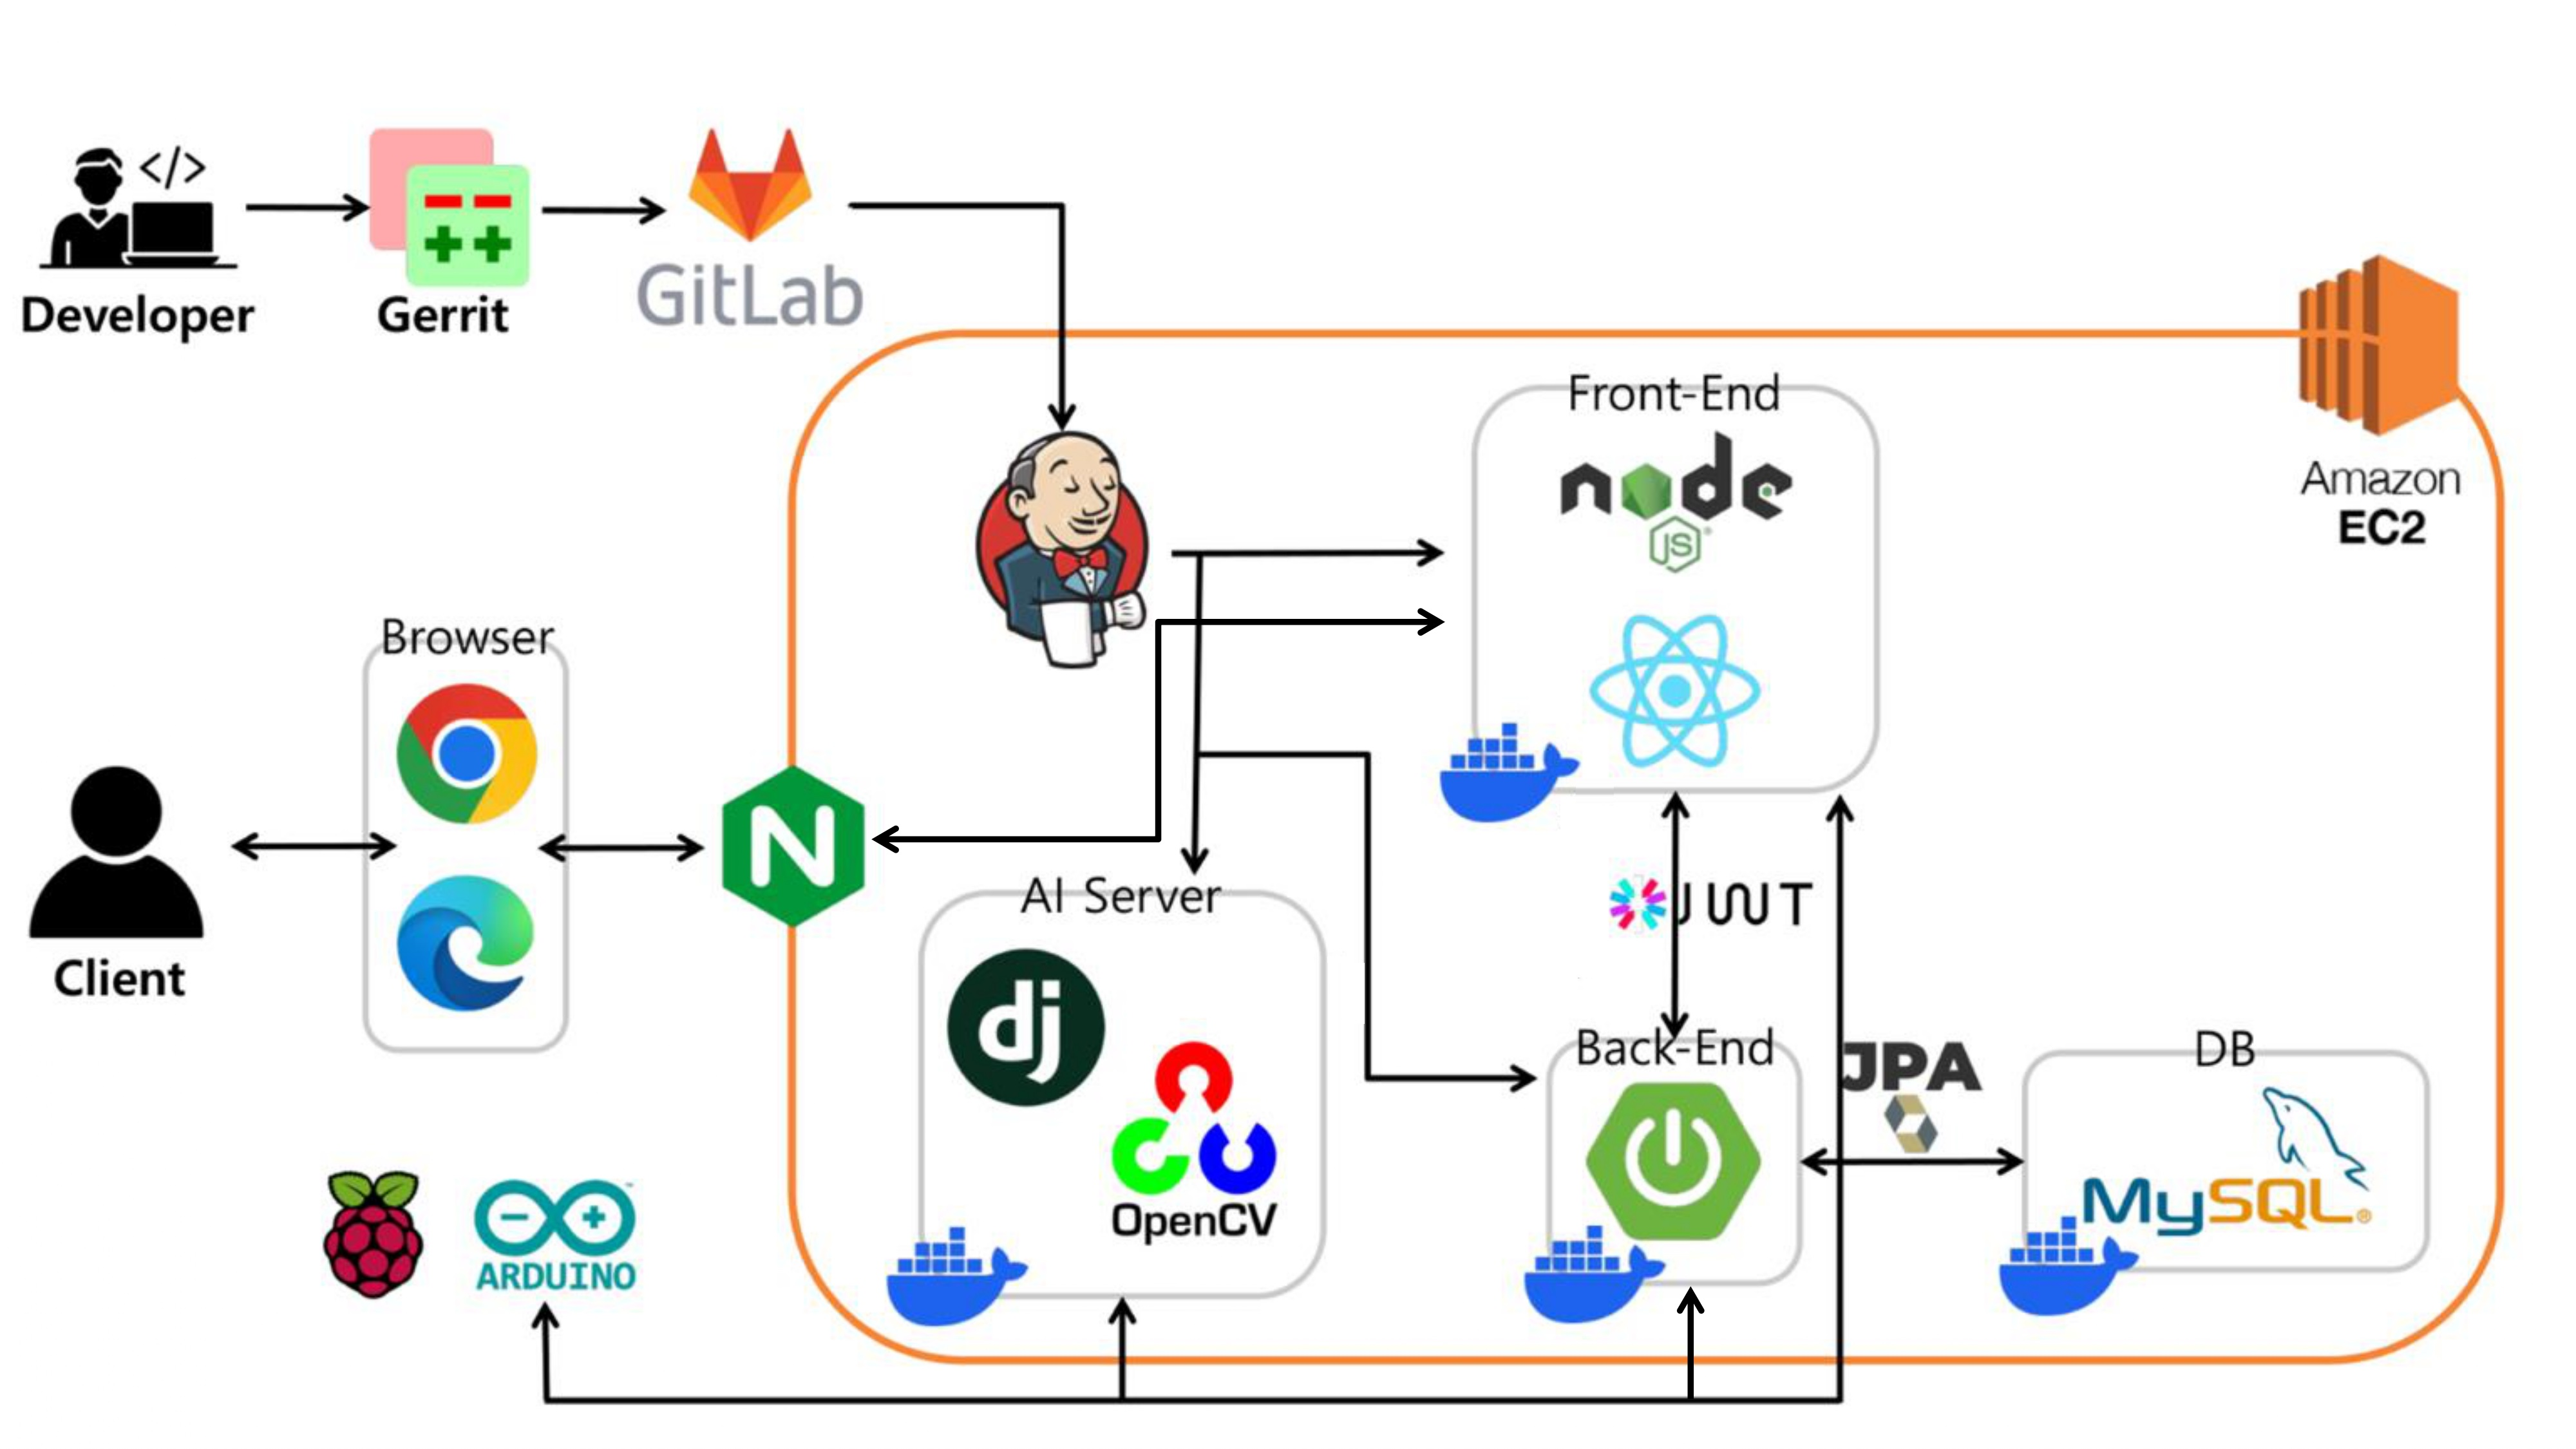 </>
Developer
Gerrit
GitLab
Amazon
EC2
Front-End
node
JS
Browser
N
Client
AI Server
dj
OpenCV
JWT
Back-End
JPA
DB
MySQL®
ARDUINO™